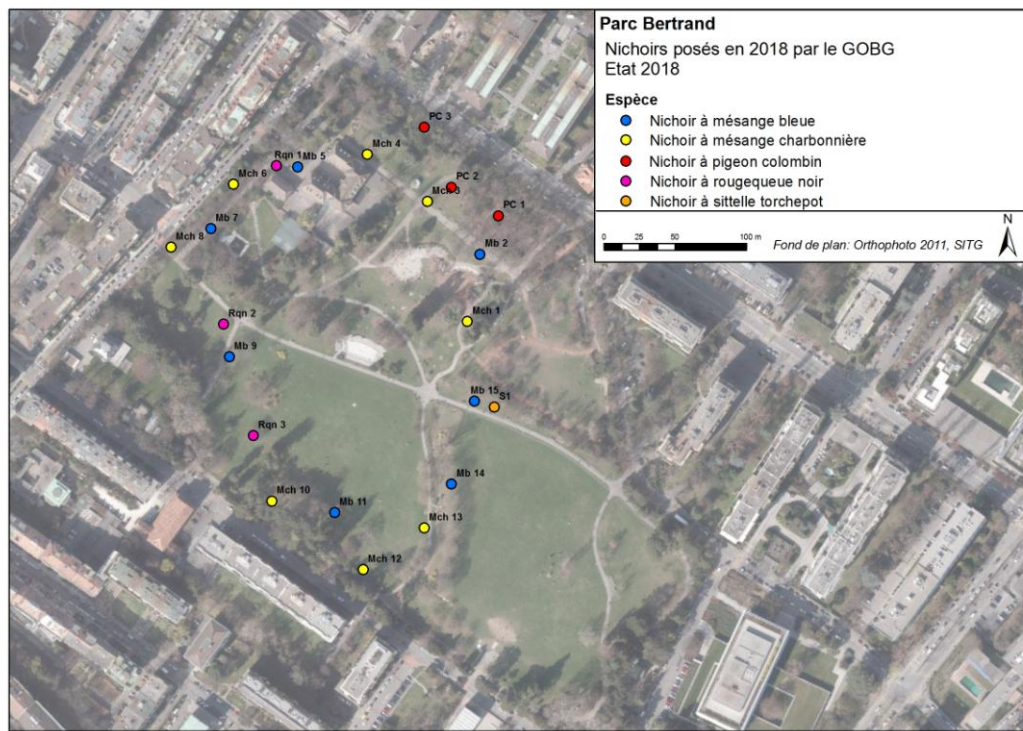 Parc Bertrand
Nichoirs posés en 2018 par le GOBG
Etat 2018
Espèce
Nichoir à mésange bleue
Nichoir à mésange charbonnière
Nichoir à pigeon colombin
Nichoir à rougequeue noir
Nichoir à sittelle torchepot
N
0 25 50 100 m
Fond de plan: Orthophoto 2011, SITG
PC 3
Mch 4
Rqn 1
Mb 5
Mch 6
PC 2
Mch 3
PC 1
Mb 7
Mch 8
Mb 2
Mch 1
Rqn 2
Mb 9
Mb 15
S1
Rqn 3
Mb 14
Mch 10
Mb 11
Mch 13
Mch 12